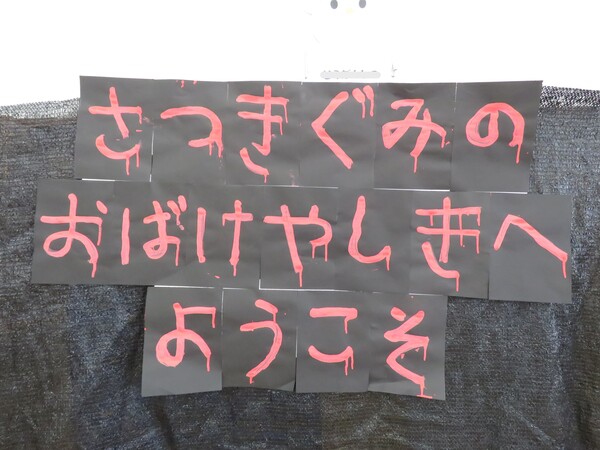 さつきぐみの
おばけやしきへ
ようこそ